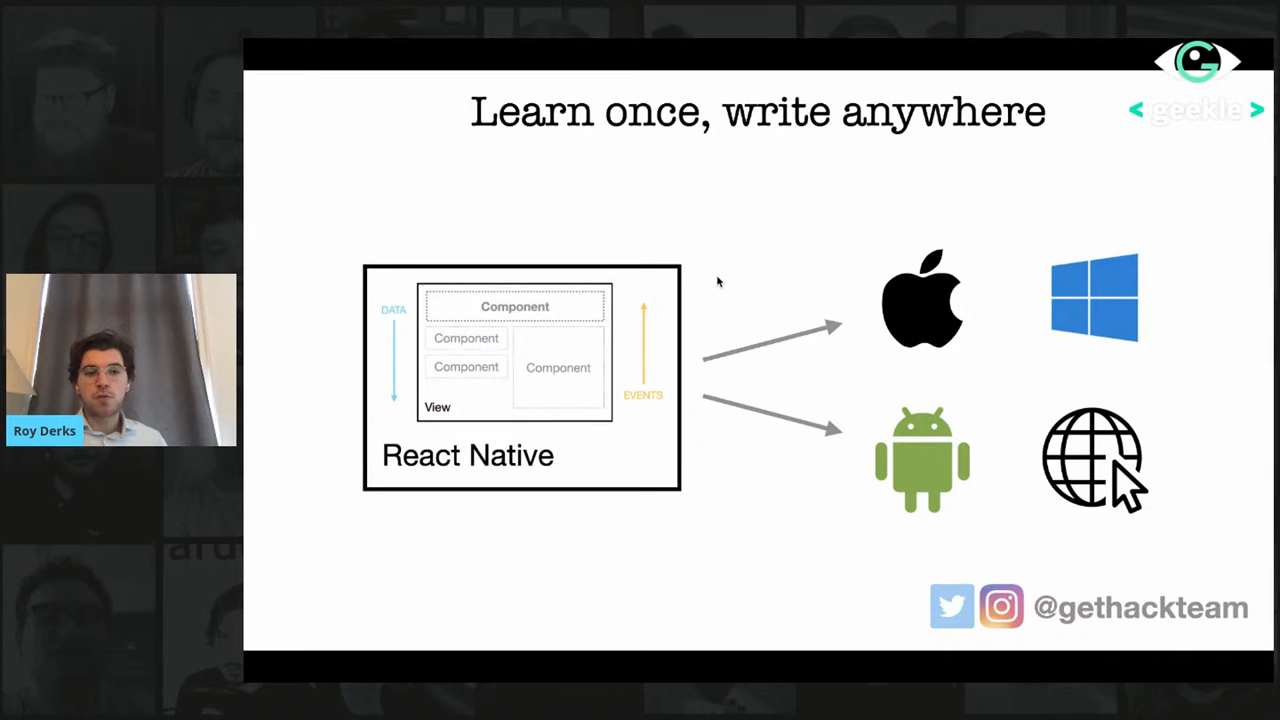 Learn once, write anywhere
< geekle >
DATA
Component
Component
Component
Component
View
EVENTS
React Native
Roy Derks
@gethackteam